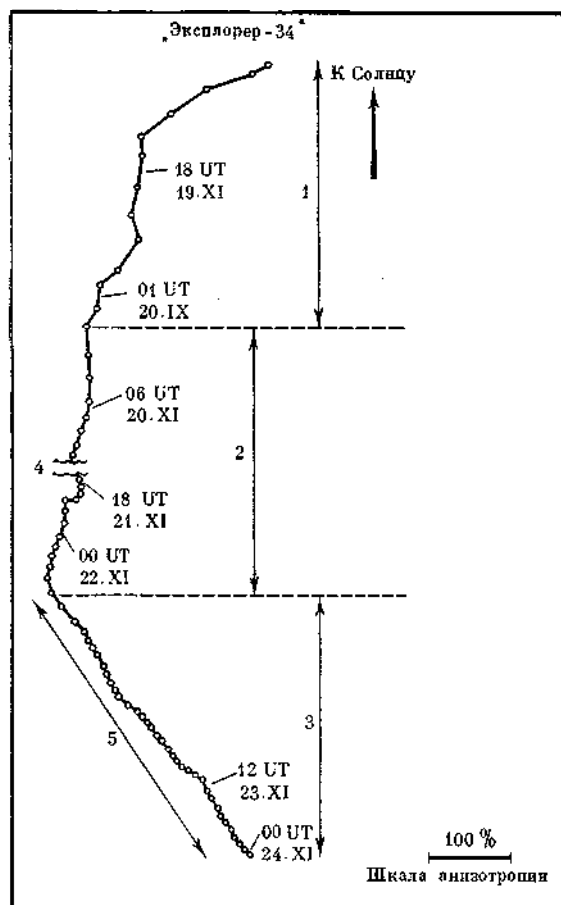 „Эксплорер-34"
К Солнцу
18 UT
19.XI
1
01 UT
20.IX
06 UT
20.XI
2
4
18 UT
21.XI
00 UT
22.XI
3
5
12 UT
23.XI
00 UT
24.XI
100 %
Шкала анизотропии